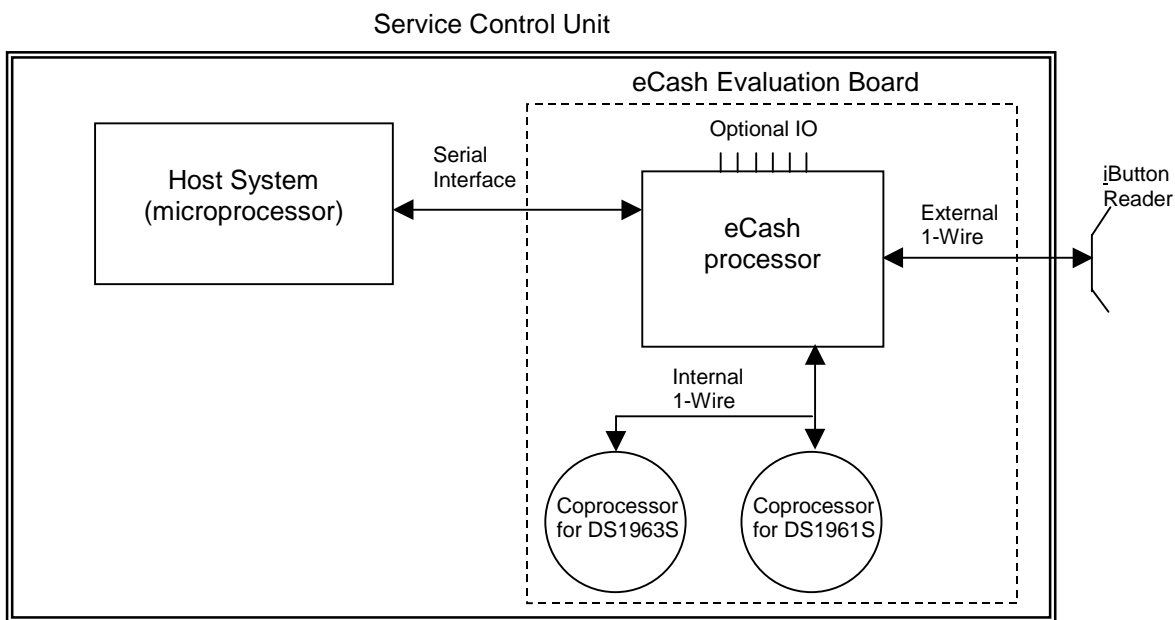 Service Control Unit
eCash Evaluation Board
Optional IO
Host System
(microprocessor)
Serial
Interface
eCash
processor
External
1-Wire
iButton
Reader
Internal
1-Wire
Coprocessor
for DS1963S
Coprocessor
for DS1961S